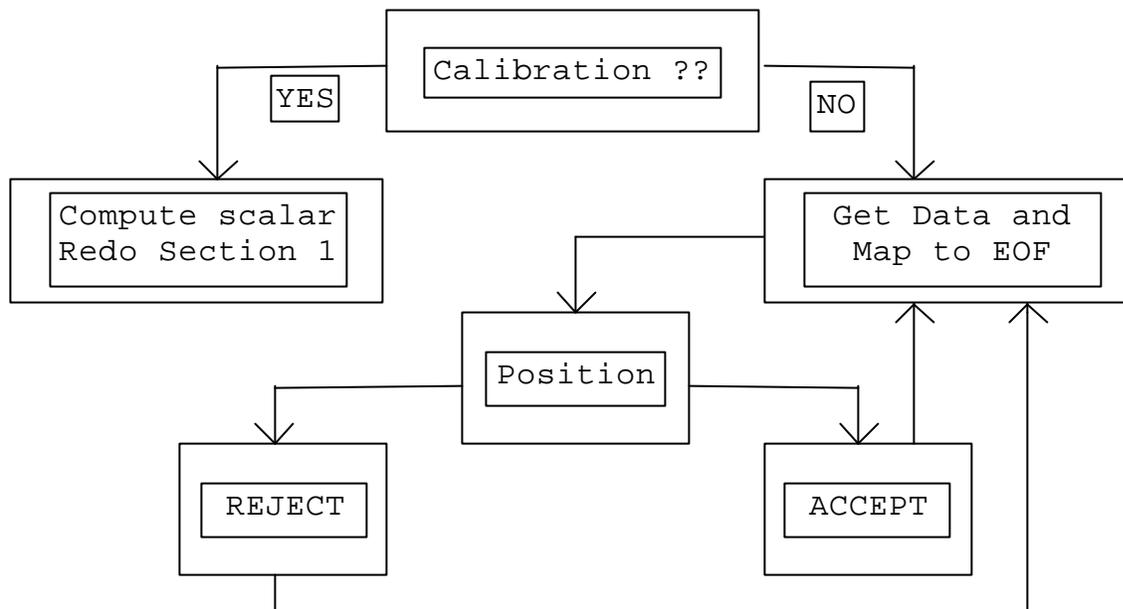 Calibration ??
YES
NO
Compute scalar
Redo Section 1
Get Data and
Map to EOF
Position
REJECT
ACCEPT